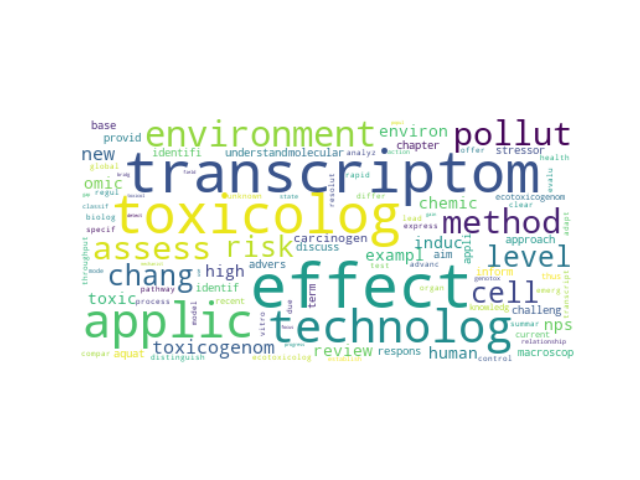 base
provid
environment
environ
pollut
new
identifi
understandmolecular
analyz
offer
stressor
transcriptom
health
omic
regul
global
rapid
resolut
evalu
biolog
unknown
state
differ
chemic
ecotoxicogenom
clear
adapt
specif
toxicolog
lead
express
method
throughput
assess
risk
carcinogen
discuss
induc
appli
approach
level
chang
high
advers
exampl
aim
test
advanc
inform
thus
mode
pathway
identif
effect
organ
cell
genotox
emerg
transcript
toxic
process
recent
model
term
due
knowledg
challeng
applic
vitro
technolog
summar
nps
current
relationship
toxicogenom
review
respons
human
control
macroscop
compar
aquat
distinguish
ecotoxicolog
progress